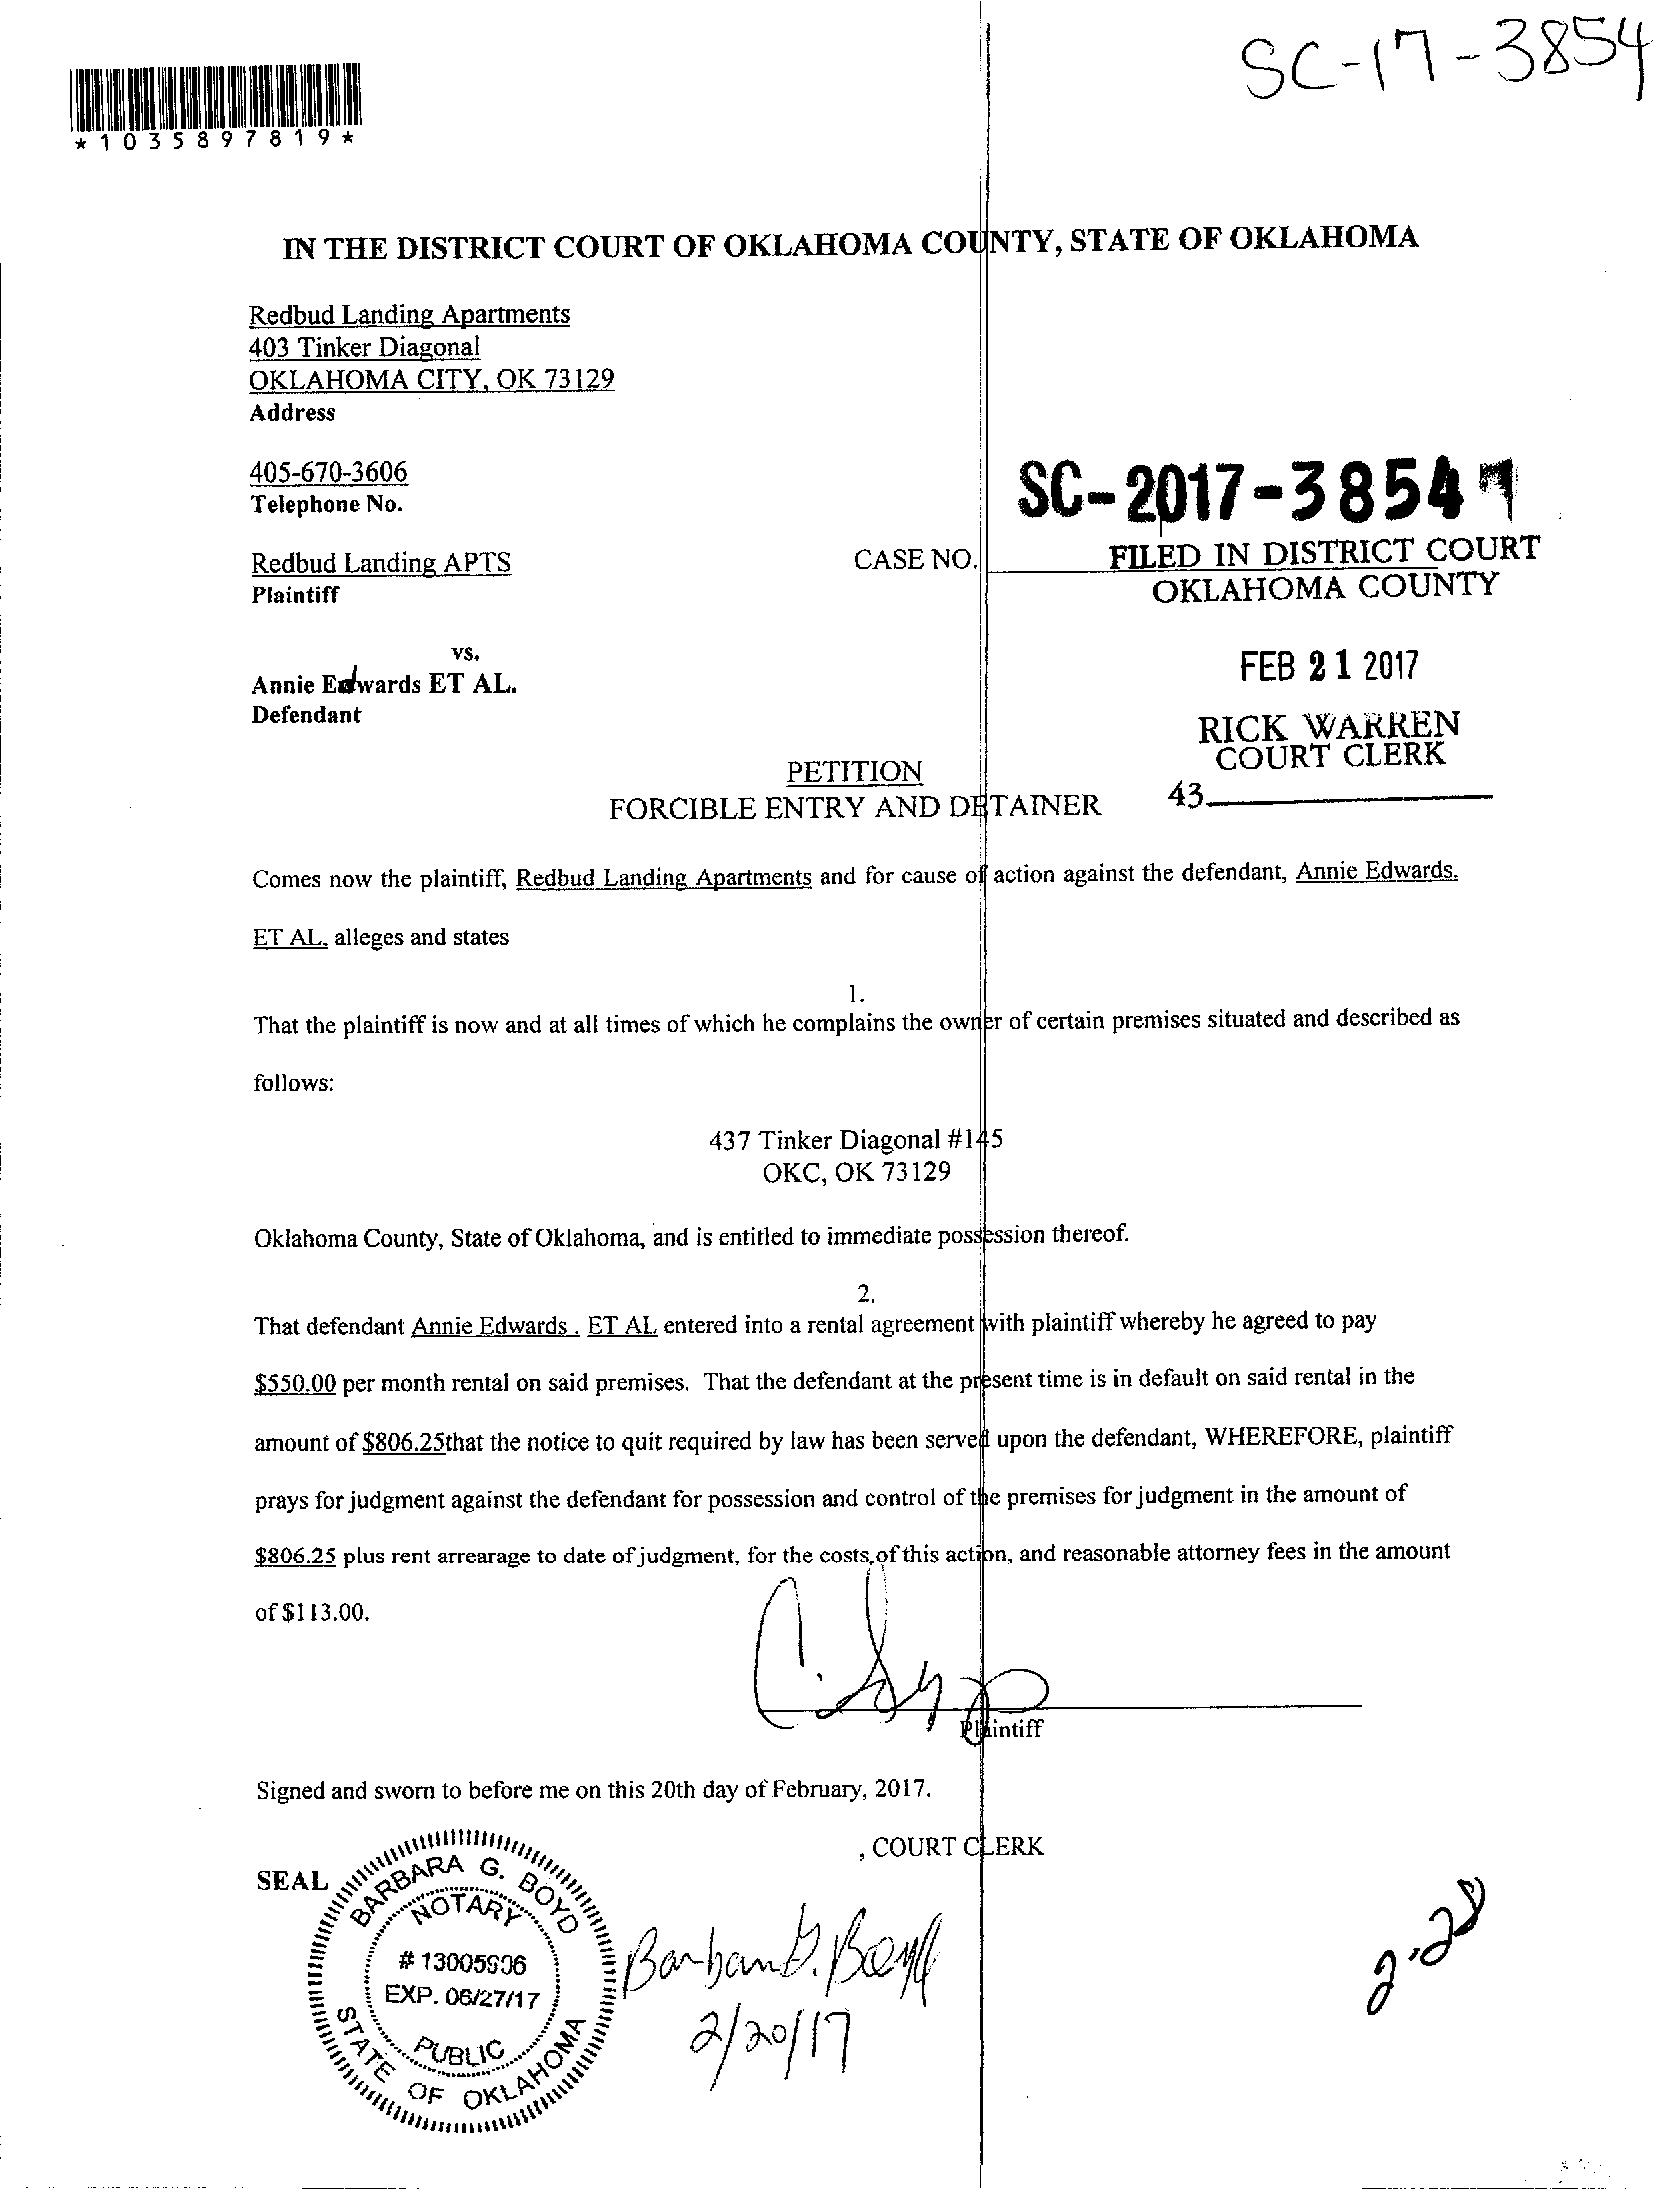 SC-17-3854
*1035897819*
IN THE DISTRICT COURT OF OKLAHOMA COUNTY, STATE OF OKLAHOMA
Redbud Landing Apartments
403 Tinker Diagonal
OKLAHOMA CITY, OK 73129
Address
405-670-3606
Telephone No.
SC-2017-3854
Redbud Landing APTS
Plaintiff
CASE NO.
FILED IN DISTRICT COURT
OKLAHOMA COUNTY
vs.
Annie Edwards ET AL.
Defendant
FEB 21 2017
RICK WARREN
COURT CLERK
43
PETITION
FORCIBLE ENTRY AND DETAINER
Comes now the plaintiff, Redbud Landing Apartments and for cause of action against the defendant, Annie Edwards.
ET AL. alleges and states
1.
That the plaintiff is now and at all times of which he complains the owner of certain premises situated and described as
follows:
437 Tinker Diagonal #145
OKC, OK 73129
Oklahoma County, State of Oklahoma, and is entitled to immediate possession thereof.
2.
That defendant Annie Edwards . ET AL entered into a rental agreement with plaintiff whereby he agreed to pay
$550.00 per month rental on said premises. That the defendant at the present time is in default on said rental in the
amount of $806.25that the notice to quit required by law has been served upon the defendant, WHEREFORE, plaintiff
prays for judgment against the defendant for possession and control of the premises for judgment in the amount of
$806.25 plus rent arrearage to date of judgment, for the costs of this action, and reasonable attorney fees in the amount
of $113.00.
Plaintiff
Signed and sworn to before me on this 20th day of February, 2017.
, COURT CLERK
SEAL
BARBARA G. BOYD
NOTARY
# 13005906
EXP. 06/27/17
PUBLIC
STATE OF OKLAHOMA
Barbara G. Boyd
2/20/17
2-28